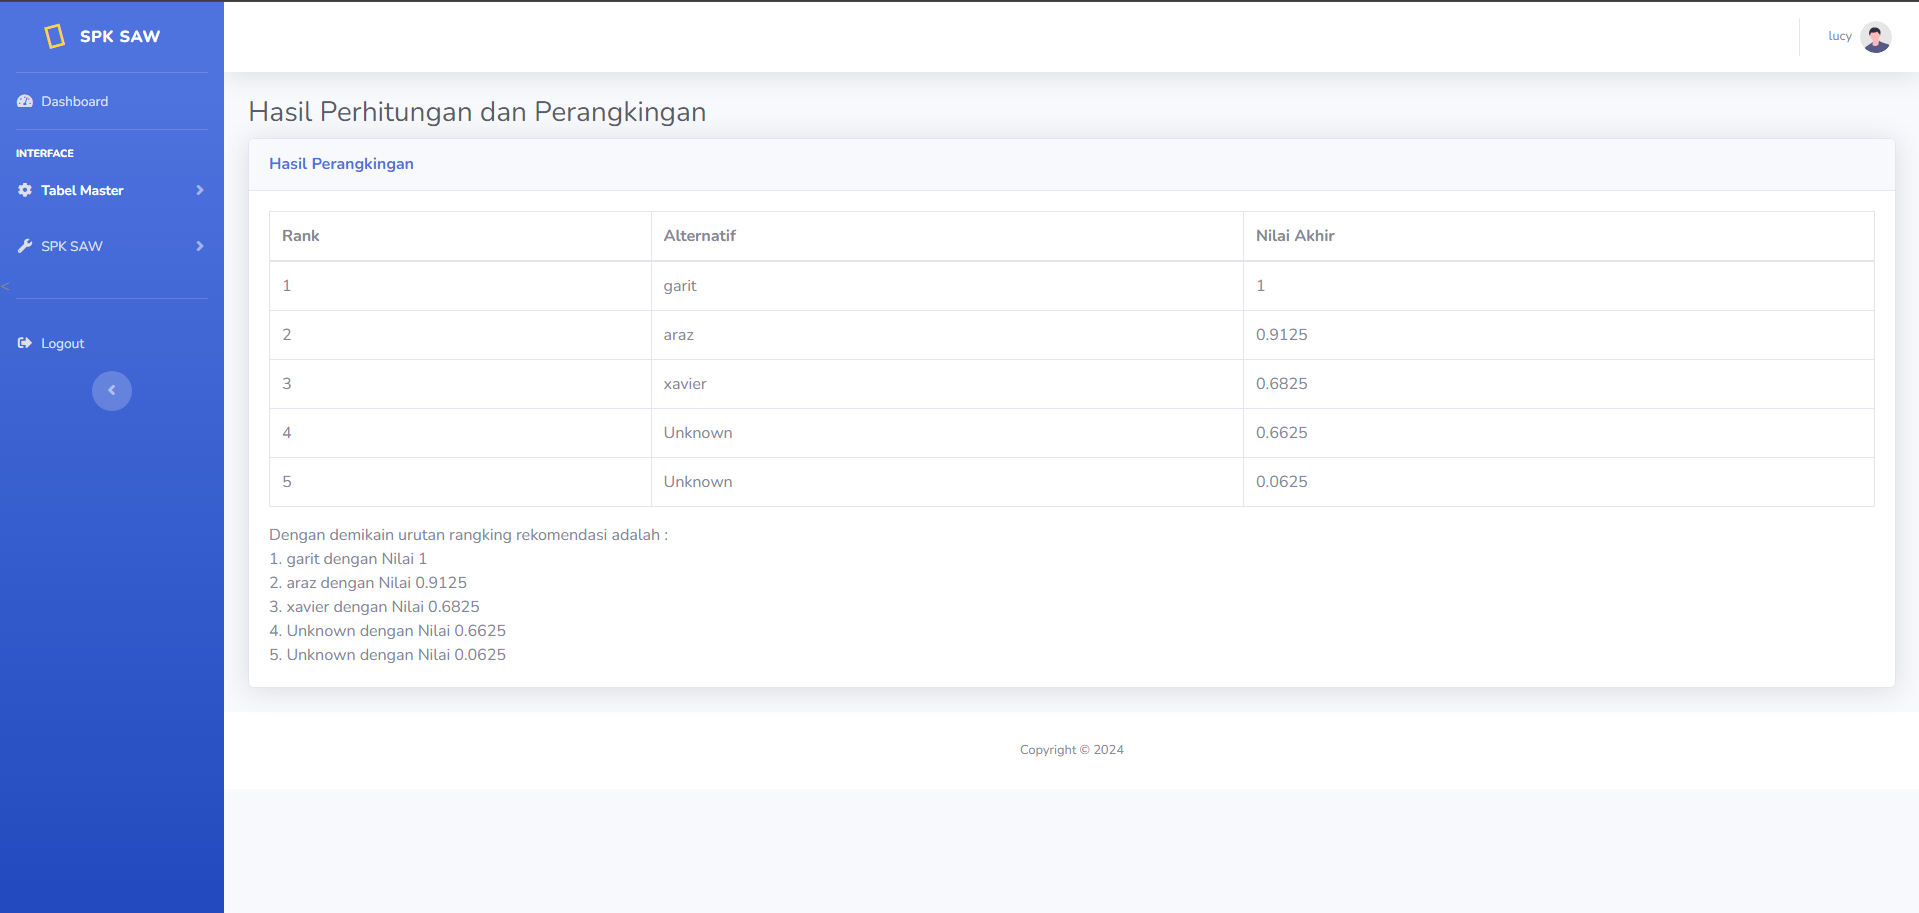 SPK SAW
Dashboard
INTERFACE
Tabel Master
SPK SAW
<
Logout
lucy
Hasil Perhitungan dan Perangkingan
Hasil Perangkingan
Rank Alternatif Nilai Akhir
1 garit 1
2 araz 0.9125
3 xavier 0.6825
4 Unknown 0.6625
5 Unknown 0.0625
Dengan demikain urutan rangking rekomendasi adalah :
1. garit dengan Nilai 1
2. araz dengan Nilai 0.9125
3. xavier dengan Nilai 0.6825
4. Unknown dengan Nilai 0.6625
5. Unknown dengan Nilai 0.0625
Copyright © 2024